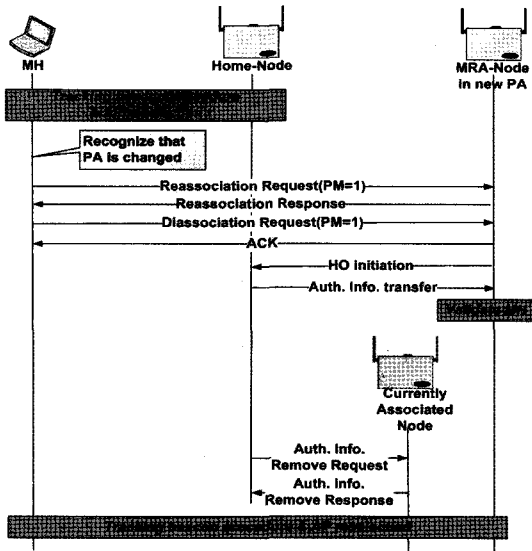 MH
Home-Node
MRA-Node
in new PA
Recognize that
PA is changed
Reassociation Request(PM=1)
Reassociation Response
Diassociation Request(PM=1)
ACK
HO initiation
Auth. Info. transfer
Currently
Associated
Node
Auth. Info.
Remove Request
Auth. Info.
Remove Response